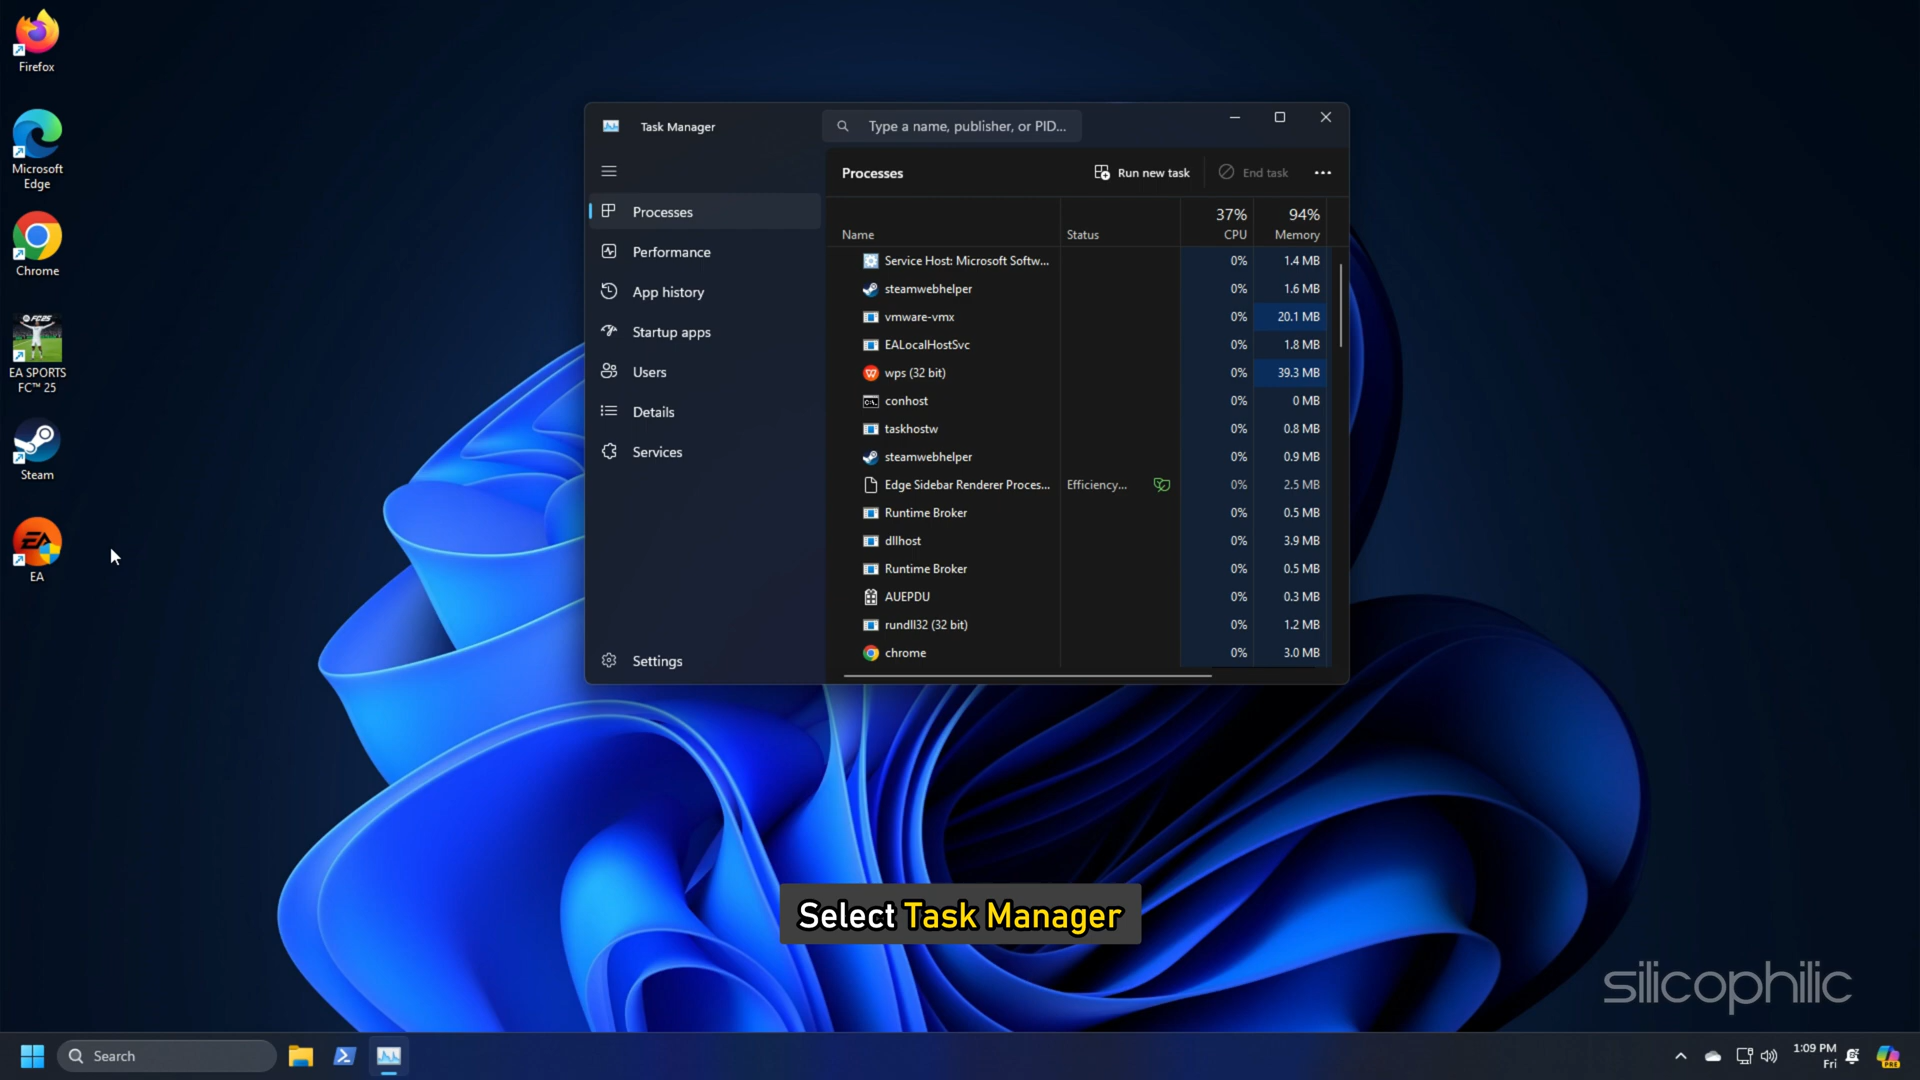 Firefox
Microsoft
Edge
Chrome
FC25
EA SPORTS
FC™ 25
Steam
EA
EA
Task Manager
Type a name, publisher, or PID...
Processes
Run new task
End task
Processes
Performance
App history
Startup apps
Users
Details
Services
Settings
37%
94%
Name
Status
CPU
Memory
Service Host: Microsoft Softw... 0% 1.4 MB
steamwebhelper 0% 1.6 MB
vmware-vmx 0% 20.1 MB
EALocalHostSvc 0% 1.8 MB
wps (32 bit) 0% 39.3 MB
conhost 0% 0 MB
taskhostw 0% 0.8 MB
steamwebhelper 0% 0.9 MB
Edge Sidebar Renderer Proces... Efficiency... 0% 2.5 MB
Runtime Broker 0% 0.5 MB
dllhost 0% 3.9 MB
Runtime Broker 0% 0.5 MB
AUEPDU 0% 0.3 MB
rundll32 (32 bit) 0% 1.2 MB
chrome 0% 3.0 MB
Select Task Manager
silicophilic
Search
1:09 PM
Fri
PRE